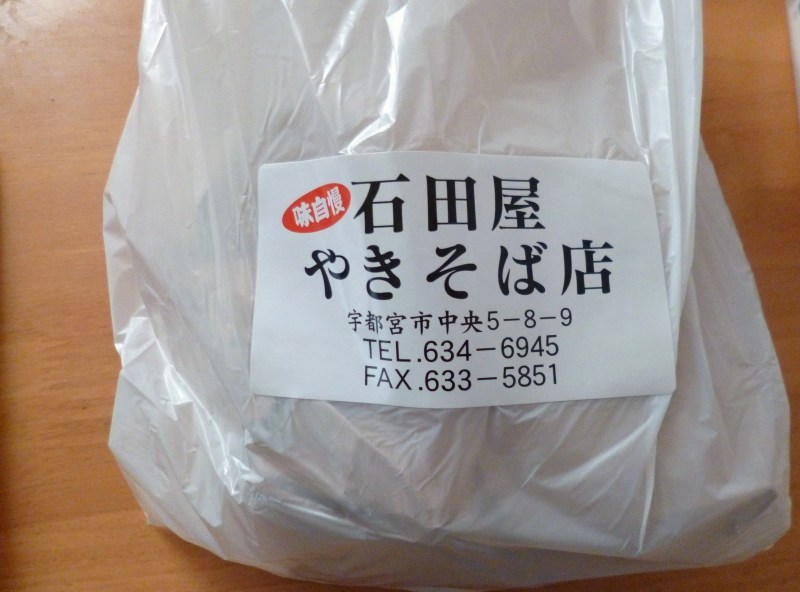 味自慢
石田屋
やきそば店
宇都宮市中央5-8-9
TEL.634-6945
FAX.633-5851